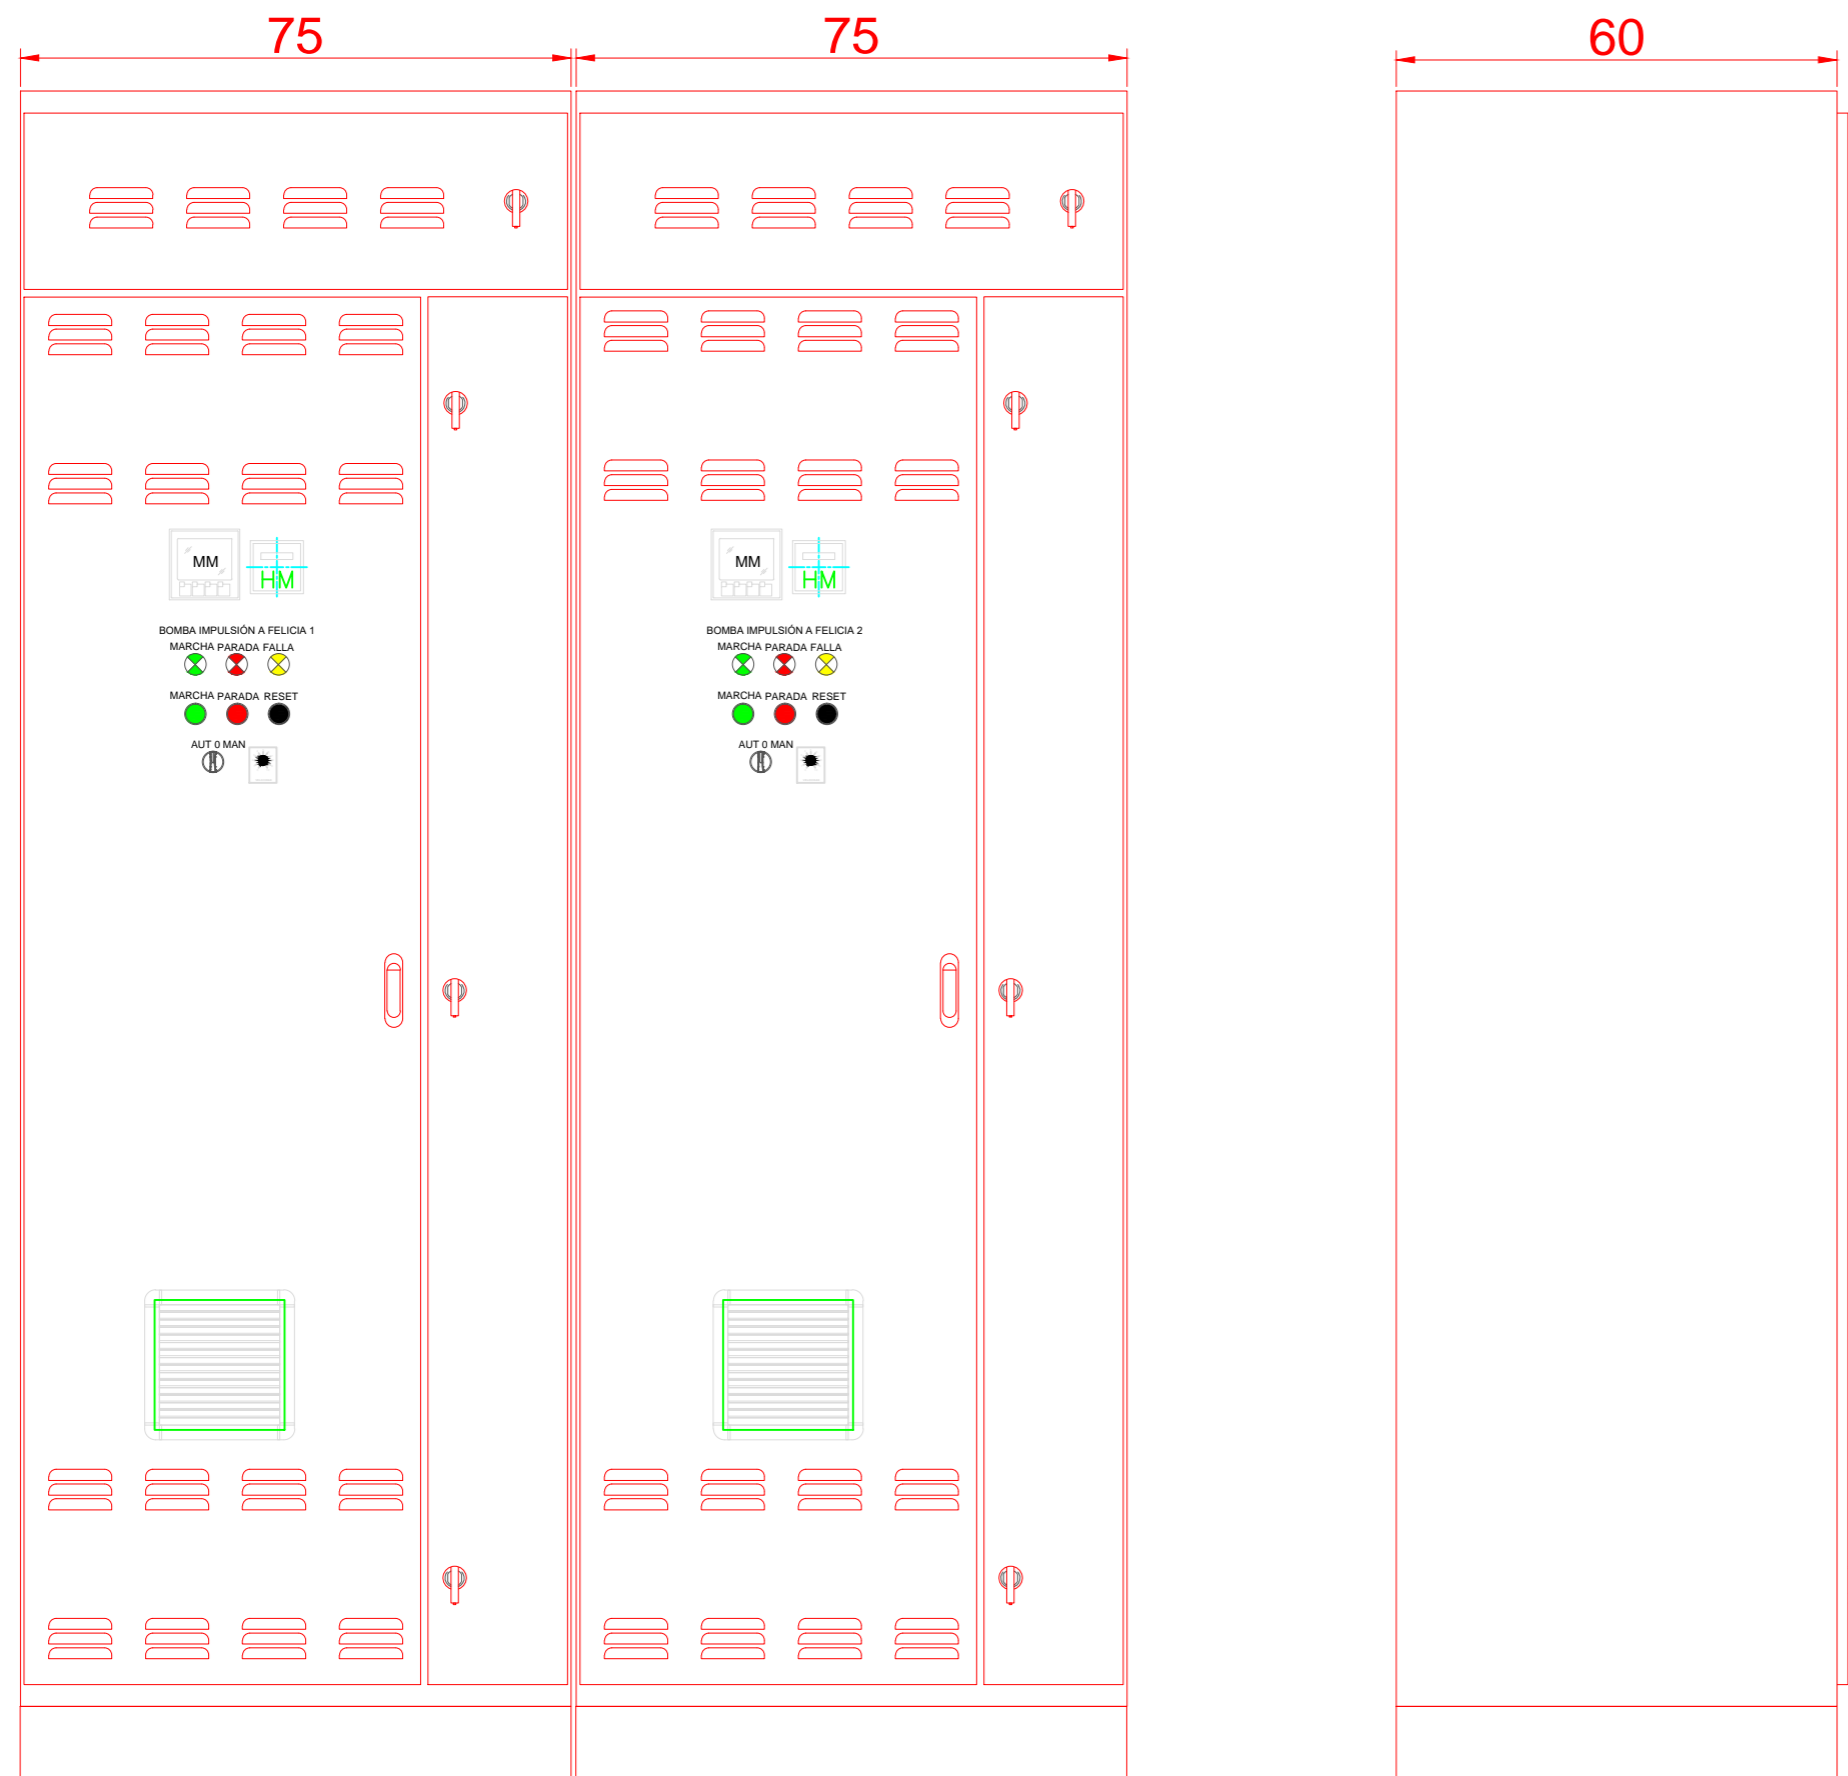 75 75 60
MM HM MM HM
BOMBA IMPULSIÓN A FELICIA 1
MARCHA PARADA FALLA
MARCHA PARADA RESET
AUT 0 MAN
BOMBA IMPULSIÓN A FELICIA 2
MARCHA PARADA FALLA
MARCHA PARADA RESET
AUT 0 MAN